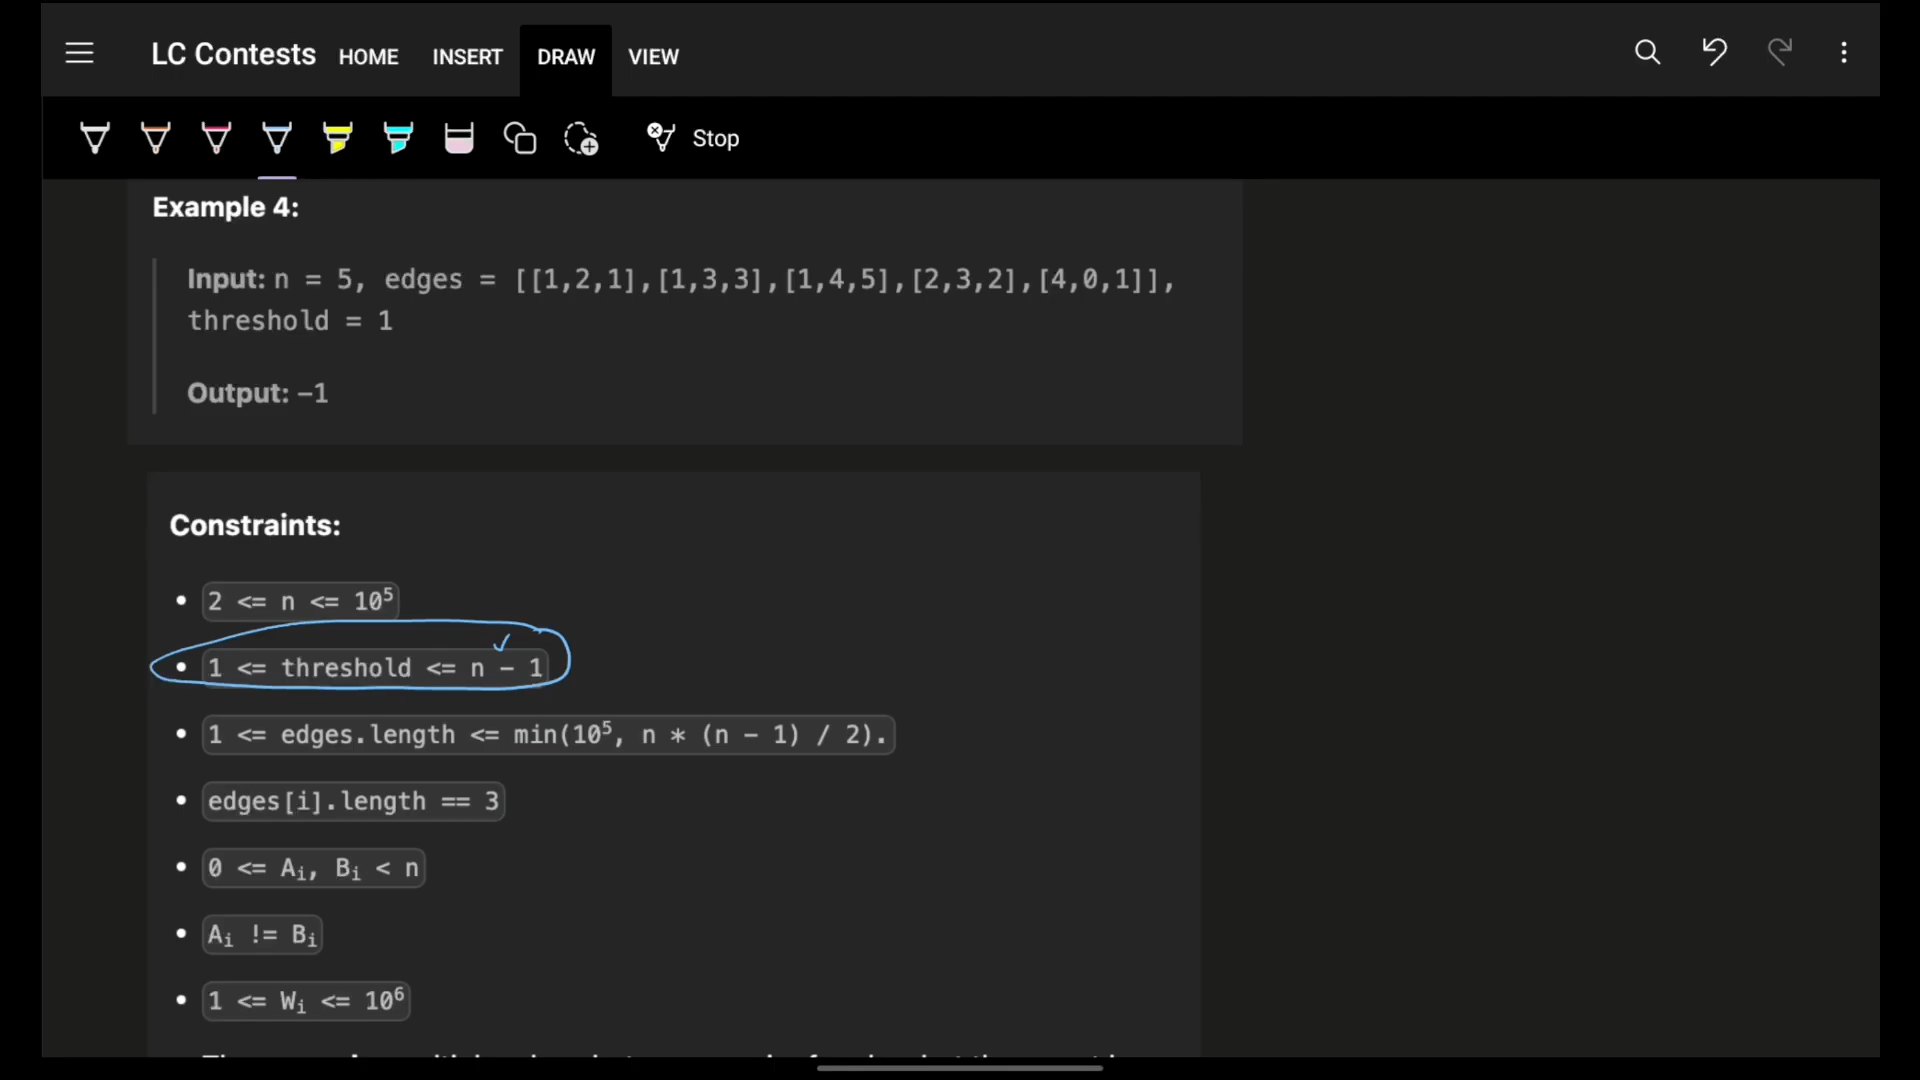 LC Contests HOME INSERT DRAW VIEW
Stop
Example 4:
Input: n = 5, edges = [[1,2,1],[1,3,3],[1,4,5],[2,3,2],[4,0,1]],
threshold = 1
Output: −1
Constraints:
• 2 <= n <= 10⁵
• 1 <= threshold <= n − 1
• 1 <= edges.length <= min(10⁵, n * (n − 1) / 2).
• edges[i].length == 3
• 0 <= Aᵢ, Bᵢ < n
• Aᵢ != Bᵢ
• 1 <= Wᵢ <= 10⁶